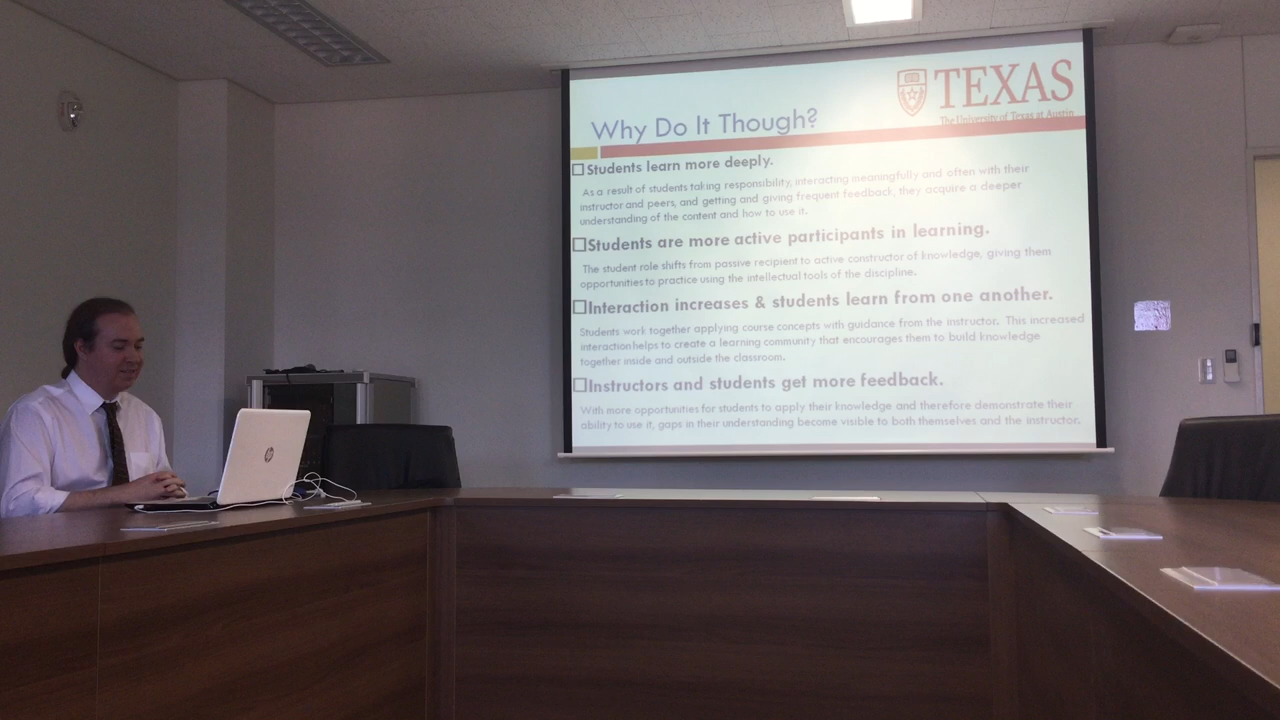 TEXAS
The University of Texas at Austin
Why Do It Though?
Students learn more deeply.
As a result of students taking responsibility, interacting meaningfully and often with their
instructor and peers, and getting and giving frequent feedback, they acquire a deeper
understanding of the content and how to use it.
Students are more active participants in learning.
The student role shifts from passive recipient to active constructor of knowledge, giving them
opportunities to practice using the intellectual tools of the discipline.
Interaction increases & students learn from one another.
Students work together applying course concepts with guidance from the instructor. This increased
interaction helps to create a learning community that encourages them to build knowledge
together inside and outside the classroom.
Instructors and students get more feedback.
With more opportunities for students to apply their knowledge and therefore demonstrate their
ability to use it, gaps in their understanding become visible to both themselves and the instructor.
hp